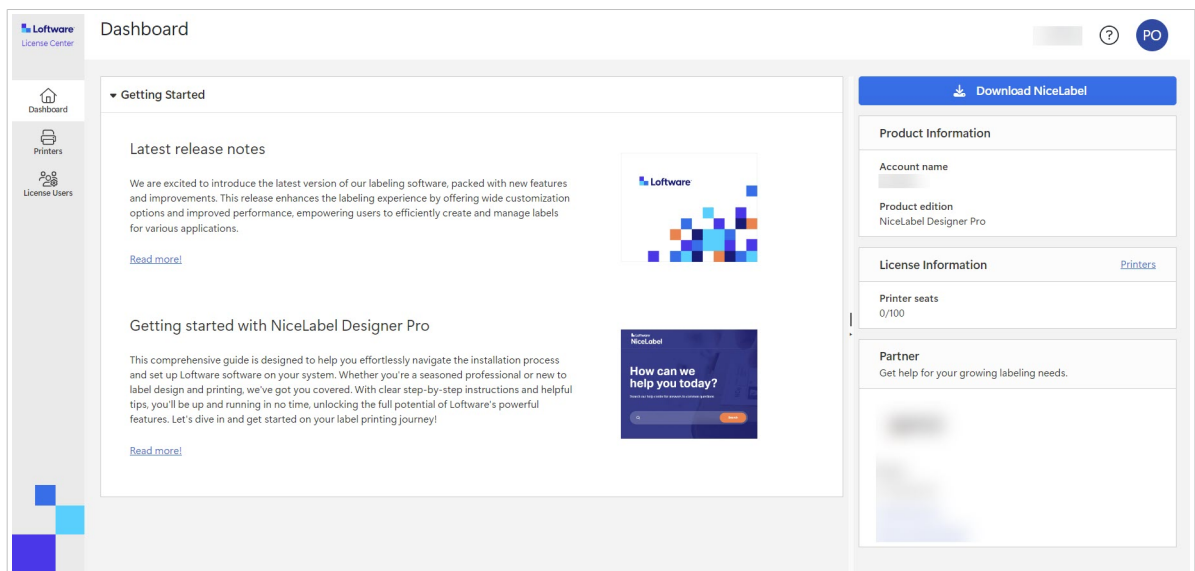 Loftware
License Center
Dashboard
?
PO
Dashboard
Printers
License Users
Getting Started
Latest release notes
We are excited to introduce the latest version of our labeling software, packed with new features
and improvements. This release enhances the labeling experience by offering wide customization
options and improved performance, empowering users to efficiently create and manage labels
for various applications.
Read more!
Loftware
Getting started with NiceLabel Designer Pro
This comprehensive guide is designed to help you effortlessly navigate the installation process
and set up Loftware software on your system. Whether you're a seasoned professional or new to
label design and printing, we've got you covered. With clear step-by-step instructions and helpful
tips, you'll be up and running in no time, unlocking the full potential of Loftware's powerful
features. Let's dive in and get started on your label printing journey!
Read more!
Loftware
NiceLabel
How can we
help you today?
Search
Download NiceLabel
Product Information
Account name
Product edition
NiceLabel Designer Pro
License Information
Printers
Printer seats
0/100
Partner
Get help for your growing labeling needs.